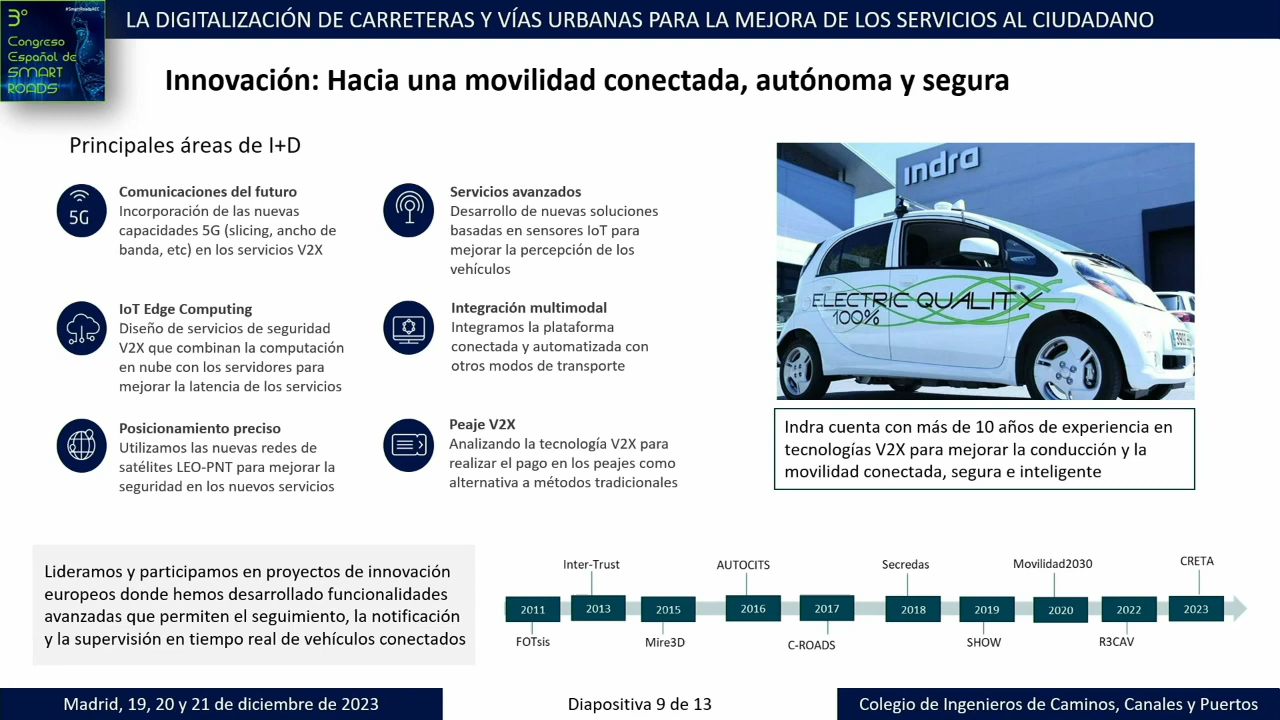 3º
Congreso
Español de
SMART
ROADS
#SmartRoadsAEC
LA DIGITALIZACIÓN DE CARRETERAS Y VÍAS URBANAS PARA LA MEJORA DE LOS SERVICIOS AL CIUDADANO
Innovación: Hacia una movilidad conectada, autónoma y segura
Principales áreas de I+D
5G
Comunicaciones del futuro
Incorporación de las nuevas
capacidades 5G (slicing, ancho de
banda, etc) en los servicios V2X
IoT Edge Computing
Diseño de servicios de seguridad
V2X que combinan la computación
en nube con los servidores para
mejorar la latencia de los servicios
Posicionamiento preciso
Utilizamos las nuevas redes de
satélites LEO-PNT para mejorar la
seguridad en los nuevos servicios
Servicios avanzados
Desarrollo de nuevas soluciones
basadas en sensores IoT para
mejorar la percepción de los
vehículos
Integración multimodal
Integramos la plataforma
conectada y automatizada con
otros modos de transporte
Peaje V2X
Analizando la tecnología V2X para
realizar el pago en los peajes como
alternativa a métodos tradicionales
indra
ELECTRIC QUALITY
100%
Indra cuenta con más de 10 años de experiencia en
tecnologías V2X para mejorar la conducción y la
movilidad conectada, segura e inteligente
Lideramos y participamos en proyectos de innovación
europeos donde hemos desarrollado funcionalidades
avanzadas que permiten el seguimiento, la notificación
y la supervisión en tiempo real de vehículos conectados
Inter-Trust AUTOCITS Secredas Movilidad2030 CRETA
2011 2013 2015 2016 2017 2018 2019 2020 2022 2023
FOTsis Mire3D C-ROADS SHOW R3CAV
Madrid, 19, 20 y 21 de diciembre de 2023
Diapositiva 9 de 13
Colegio de Ingenieros de Caminos, Canales y Puertos